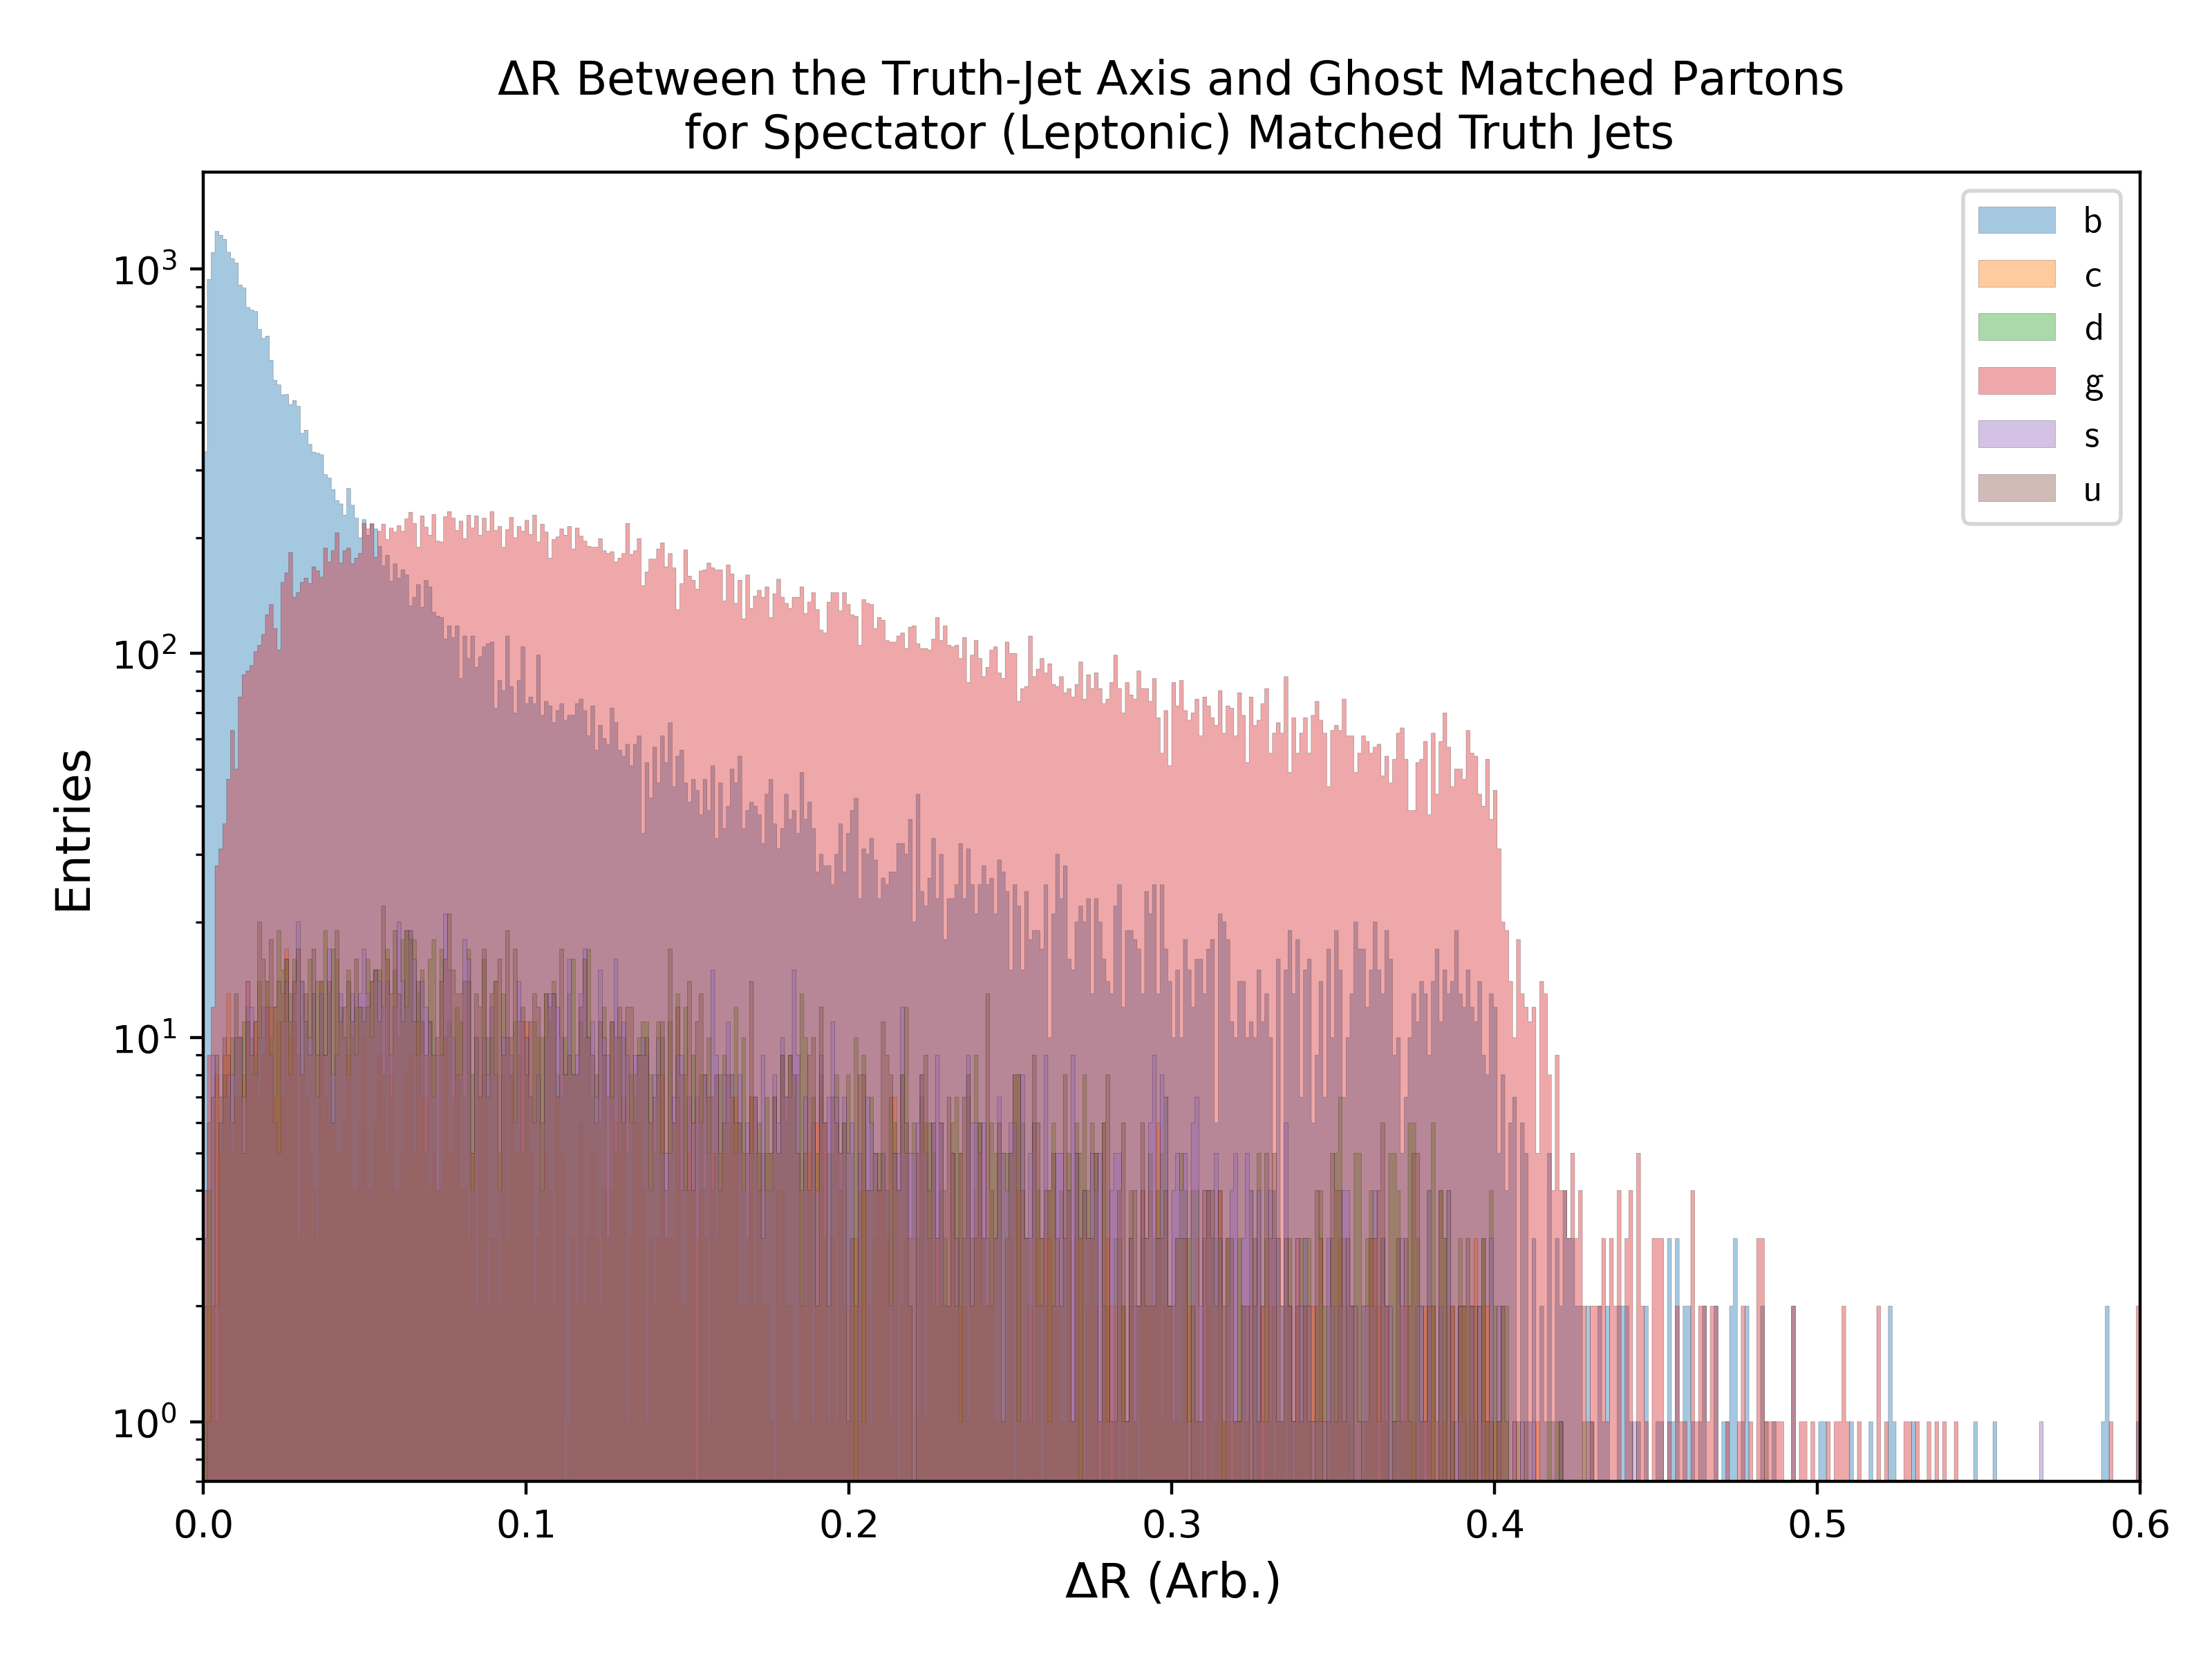 ΔR Between the Truth-Jet Axis and Ghost Matched Partons
for Spectator (Leptonic) Matched Truth Jets
b
c
d
g
s
u
10³
10²
10¹
10⁰
Entries
0.0 0.1 0.2 0.3 0.4 0.5 0.6
ΔR (Arb.)